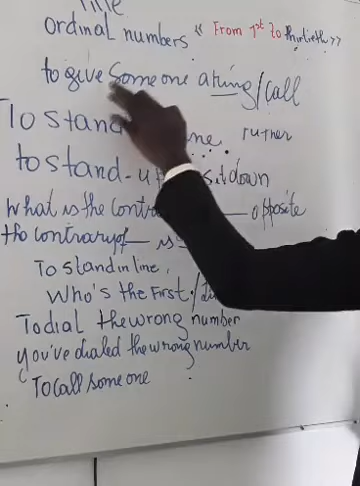 Title
ordinal numbers « From 1st to thirtieth »
to give someone a ring / call
To stand
to stand-up sit down
What is the contr opposite
the contrary of is
To stand in line,
Who's the First /
To dial the wrong number
you've dialed the wrong number
(To call someone